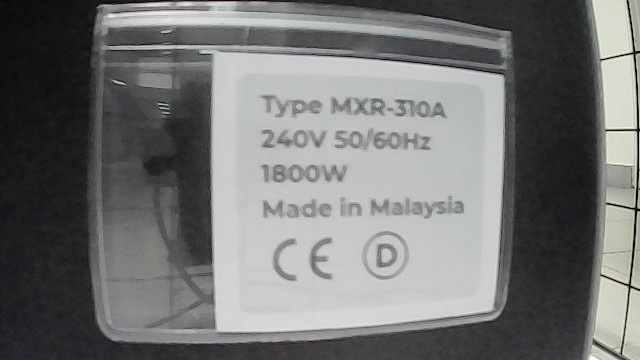 Type MXR-310A
240V 50/60Hz
1800W
Made in Malaysia
CE D